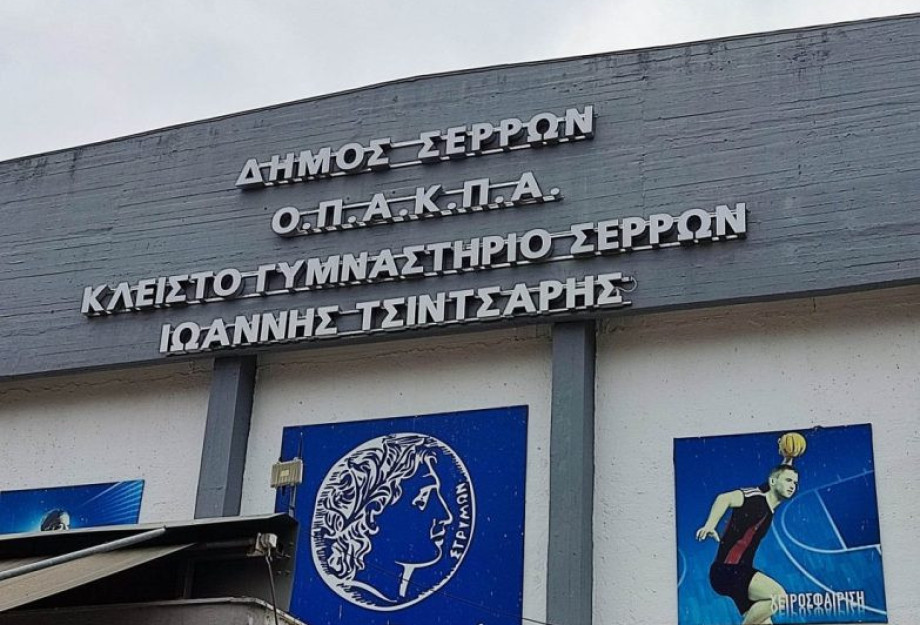 ΔΗΜΟΣ ΣΕΡΡΩΝ
Ο.Π.Α.Κ.Π.Α.
ΚΛΕΙΣΤΟ ΓΥΜΝΑΣΤΗΡΙΟ ΣΕΡΡΩΝ
ΙΩΑΝΝΗΣ ΤΣΙΝΤΣΑΡΗΣ
ΣΤΡΥΜΩΝ
ΧΕΙΡΟΣΦΑΙΡΙΣΗ